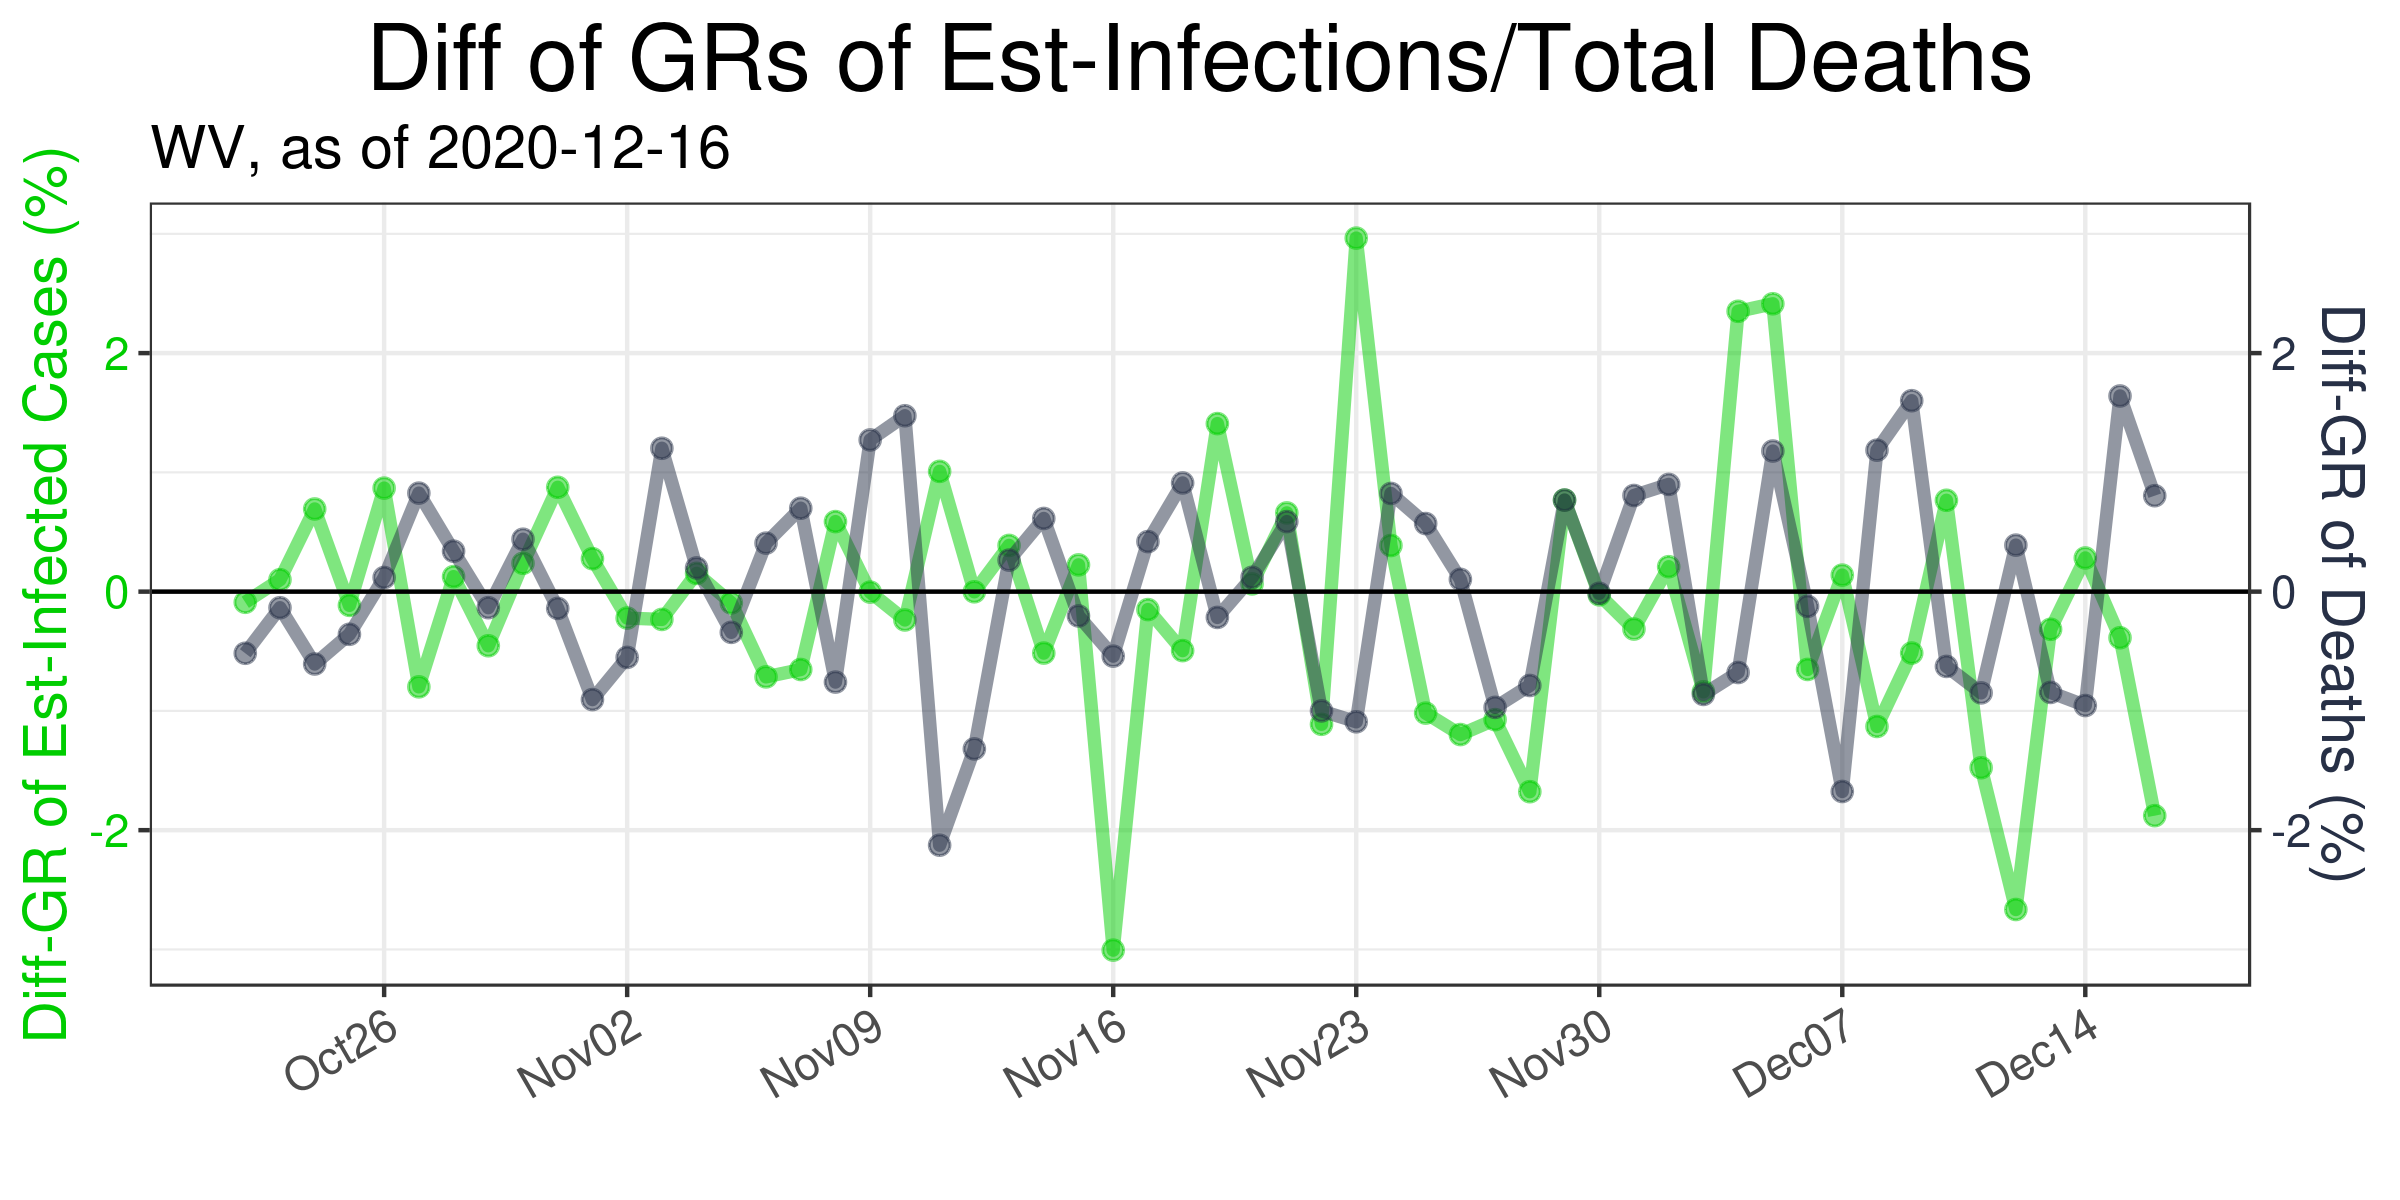 Diff of GRs of Est-Infections/Total Deaths
WV, as of 2020-12-16
Diff-GR of Est-Infected Cases (%)
2
0
-2
2
0
-2
Diff-GR of Deaths (%)
Oct26
Nov02
Nov09
Nov16
Nov23
Nov30
Dec07
Dec14